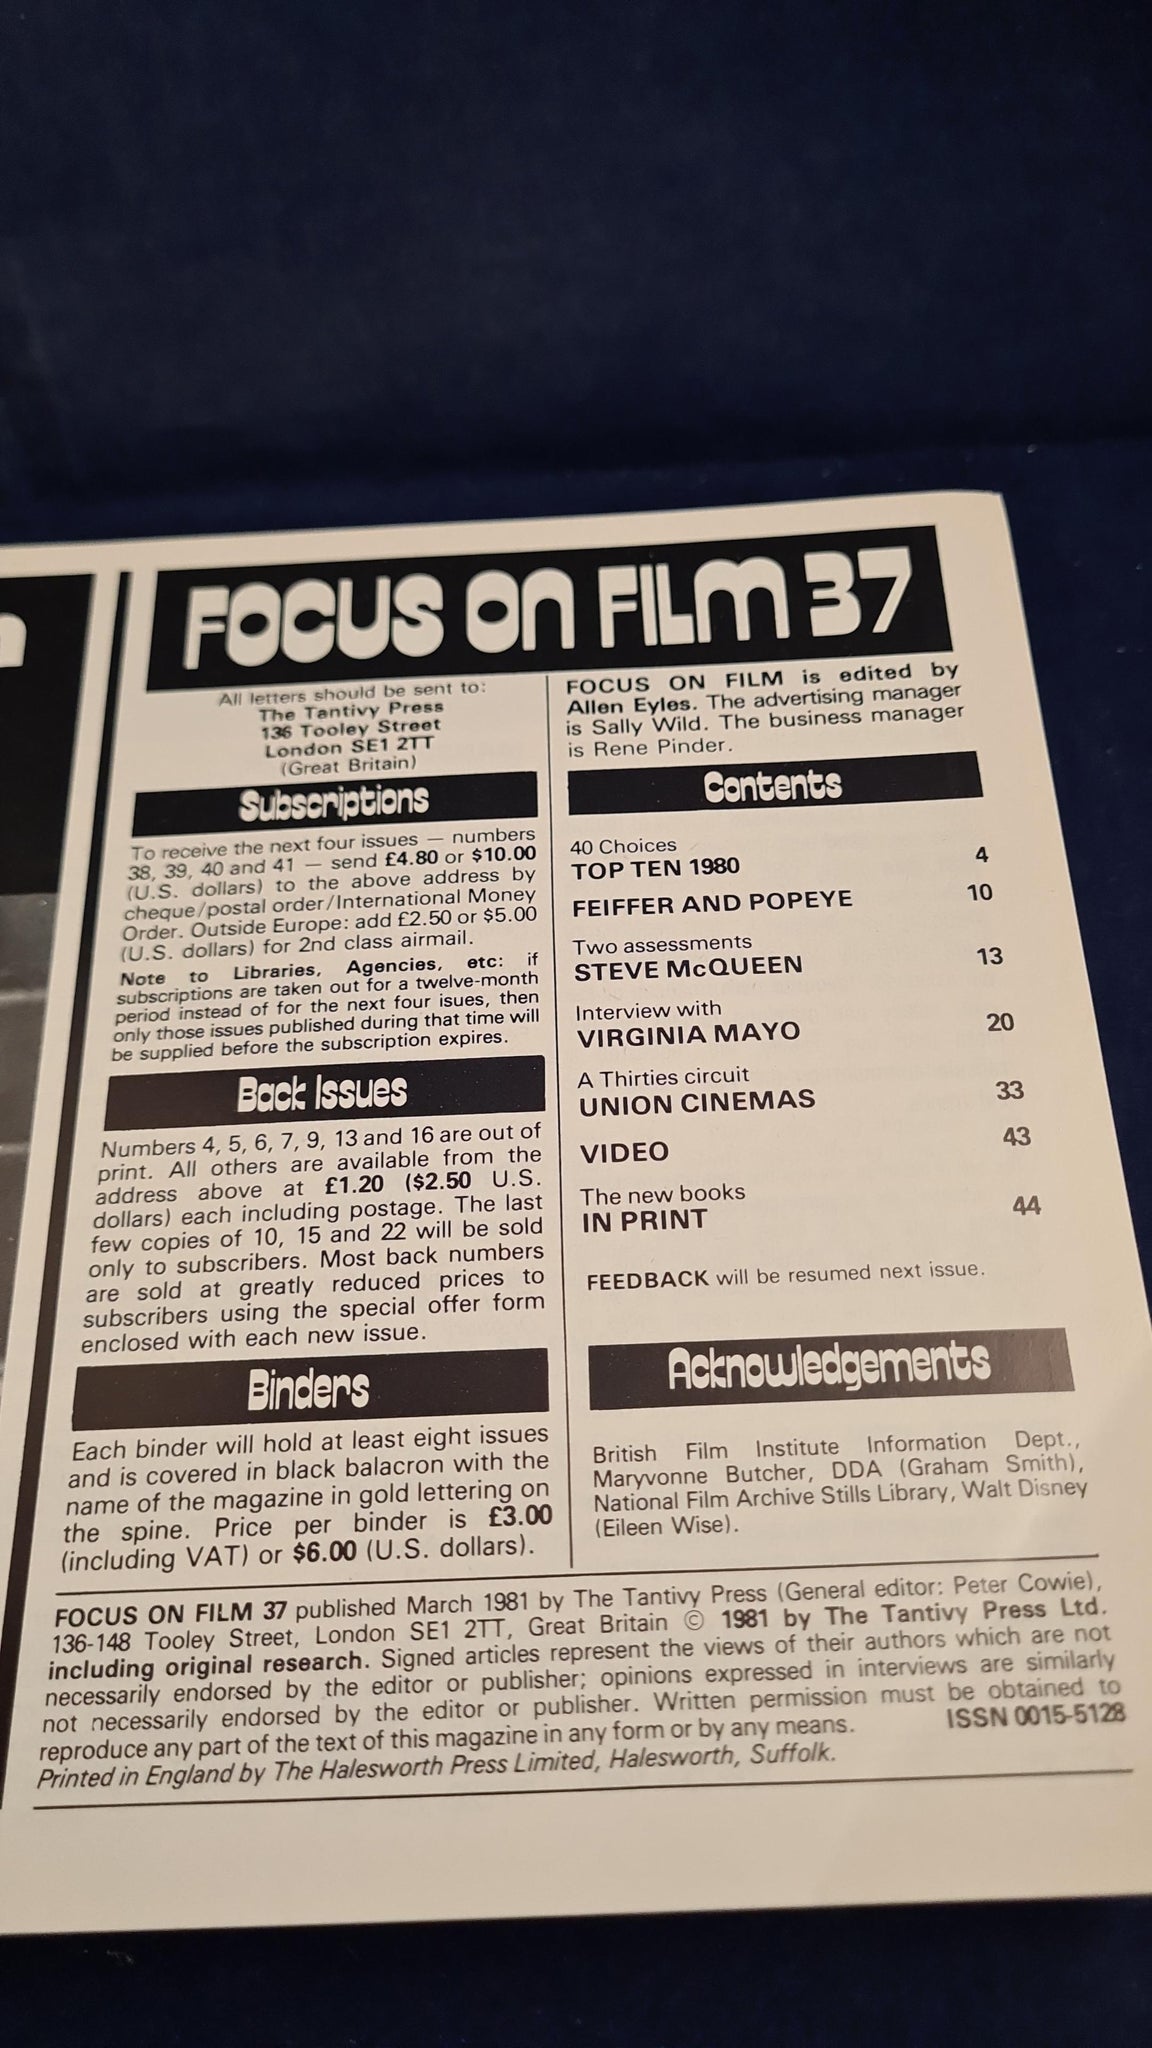 FOCUS ON FILM 37
All letters should be sent to:
The Tantivy Press
136 Tooley Street
London SE1 2TT
(Great Britain)
Subscriptions
To receive the next four issues — numbers
38, 39, 40 and 41 — send £4.80 or $10.00
(U.S. dollars) to the above address by
cheque/postal order/International Money
Order. Outside Europe: add £2.50 or $5.00
(U.S. dollars) for 2nd class airmail.
Note to Libraries, Agencies, etc: if
subscriptions are taken out for a twelve-month
period instead of for the next four isues, then
only those issues published during that time will
be supplied before the subscription expires.
Back Issues
Numbers 4, 5, 6, 7, 9, 13 and 16 are out of
print. All others are available from the
address above at £1.20 ($2.50 U.S.
dollars) each including postage. The last
few copies of 10, 15 and 22 will be sold
only to subscribers. Most back numbers
are sold at greatly reduced prices to
subscribers using the special offer form
enclosed with each new issue.
Binders
Each binder will hold at least eight issues
and is covered in black balacron with the
name of the magazine in gold lettering on
the spine. Price per binder is £3.00
(including VAT) or $6.00 (U.S. dollars).
FOCUS ON FILM is edited by
Allen Eyles. The advertising manager
is Sally Wild. The business manager
is Rene Pinder.
Contents
40 Choices
TOP TEN 1980 4
FEIFFER AND POPEYE 10
Two assessments
STEVE McQUEEN 13
Interview with
VIRGINIA MAYO 20
A Thirties circuit
UNION CINEMAS 33
VIDEO 43
The new books
IN PRINT 44
FEEDBACK will be resumed next issue.
Acknowledgements
British Film Institute Information Dept.,
Maryvonne Butcher, DDA (Graham Smith),
National Film Archive Stills Library, Walt Disney
(Eileen Wise).
FOCUS ON FILM 37 published March 1981 by The Tantivy Press (General editor: Peter Cowie),
136-148 Tooley Street, London SE1 2TT, Great Britain © 1981 by The Tantivy Press Ltd.
including original research. Signed articles represent the views of their authors which are not
necessarily endorsed by the editor or publisher; opinions expressed in interviews are similarly
not necessarily endorsed by the editor or publisher. Written permission must be obtained to
reproduce any part of the text of this magazine in any form or by any means. ISSN 0015-5128
Printed in England by The Halesworth Press Limited, Halesworth, Suffolk.